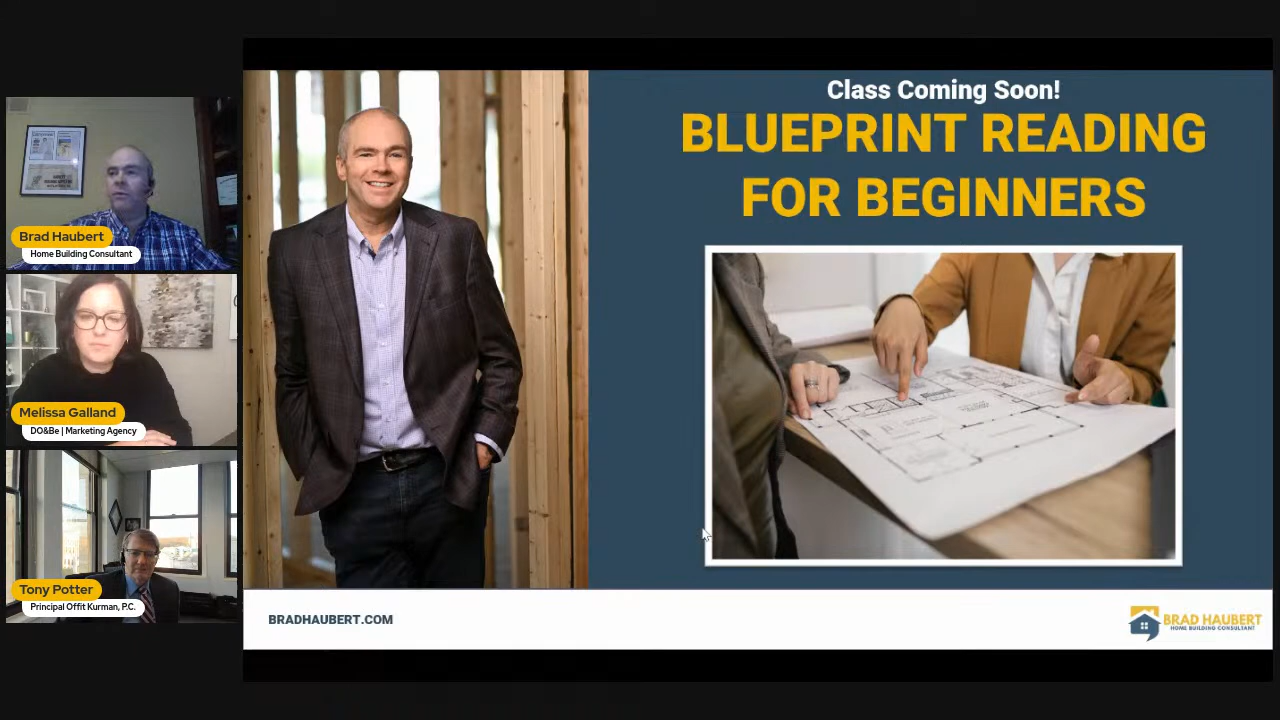 Brad Haubert
Home Building Consultant
Melissa Galland
DO&Be | Marketing Agency
Tony Potter
Principal Offit Kurman, P.C.
Class Coming Soon!
BLUEPRINT READING
FOR BEGINNERS
BRADHAUBERT.COM
BRAD HAUBERT
HOME BUILDING CONSULTANT